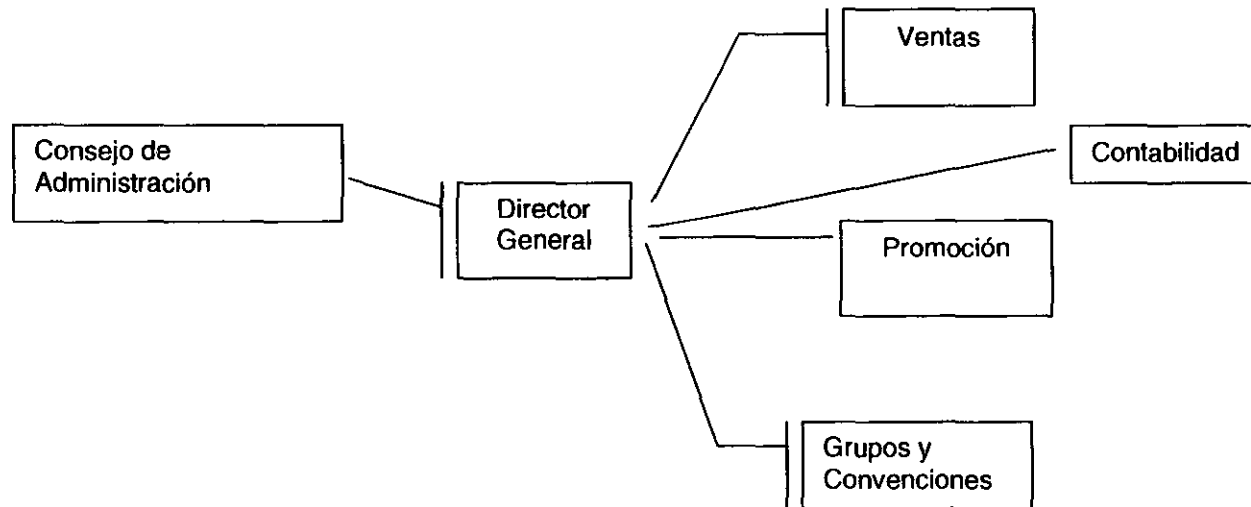 Ventas
Consejo de
Administración
Contabilidad
Director
General
Promoción
Grupos y
Convenciones